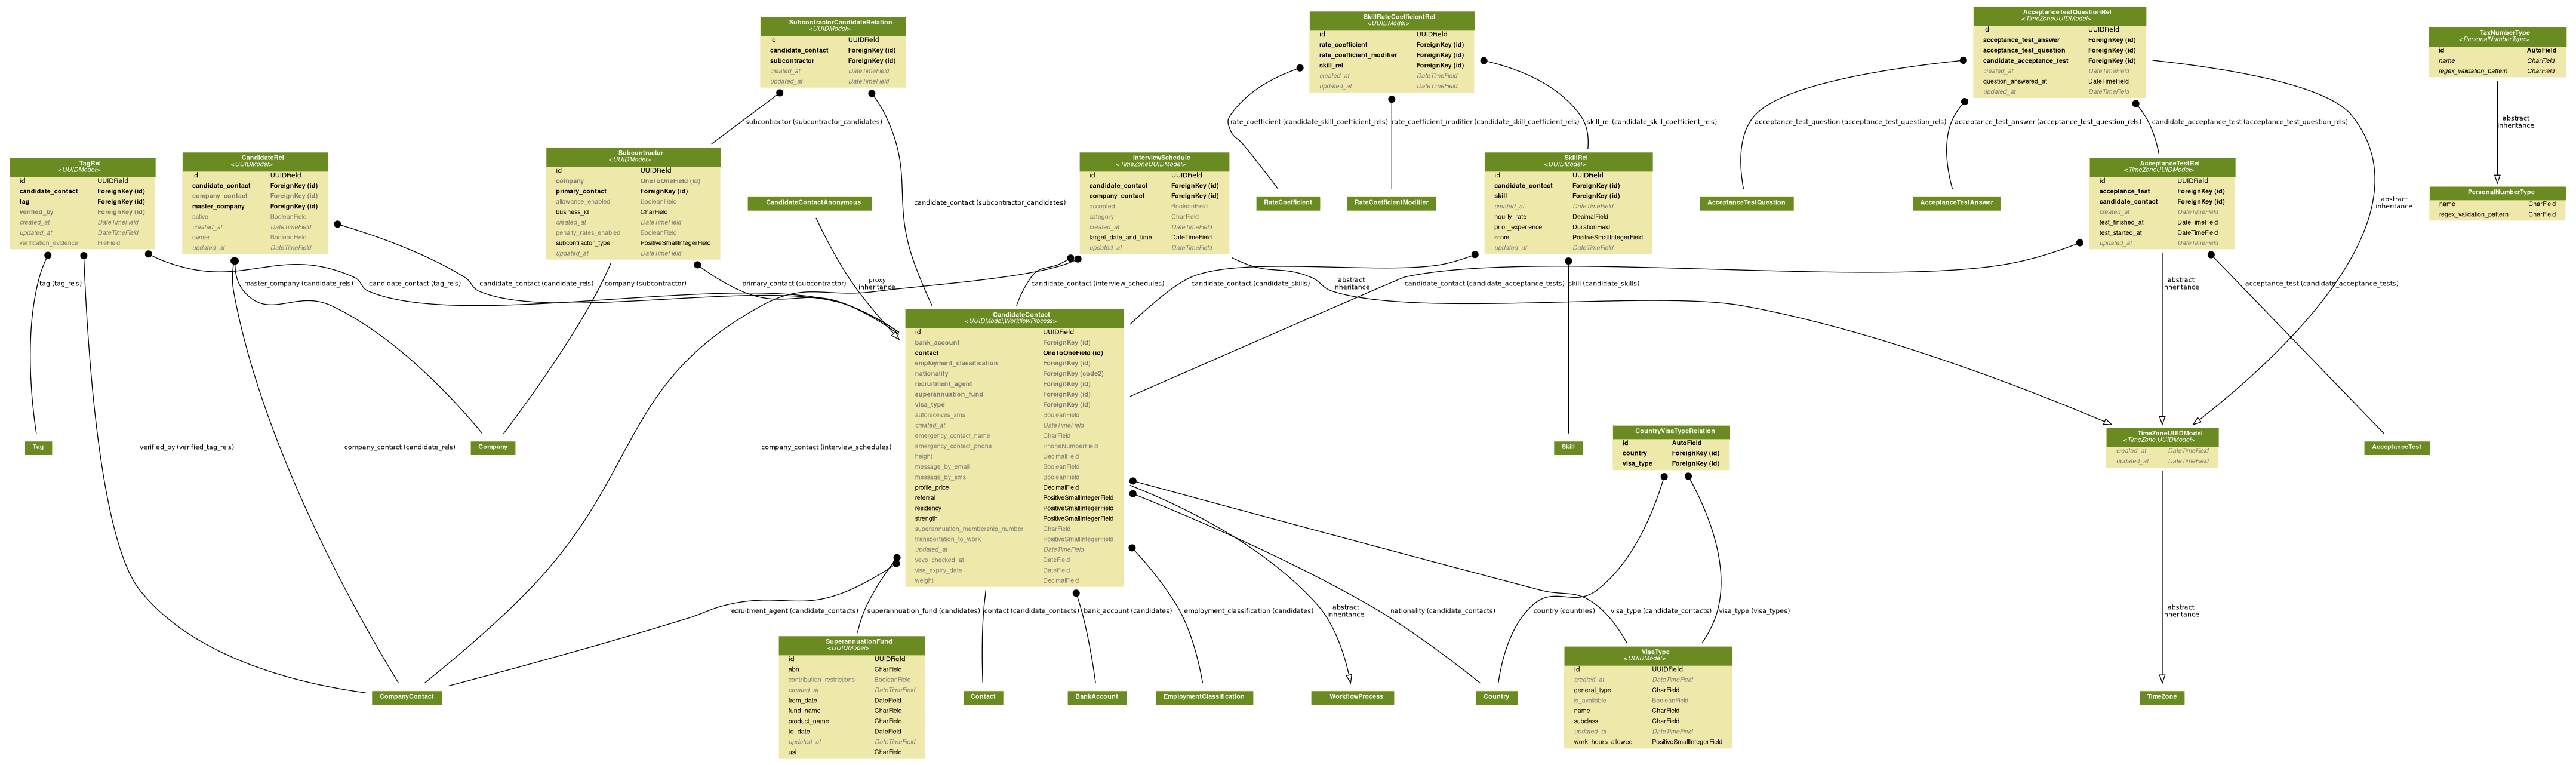 SubcontractorCandidateRelation
<UUIDModel>
id UUIDField
candidate_contact ForeignKey (id)
subcontractor ForeignKey (id)
created_at DateTimeField
updated_at DateTimeField
SkillRateCoefficientRel
<UUIDModel>
id UUIDField
rate_coefficient ForeignKey (id)
rate_coefficient_modifier ForeignKey (id)
skill_rel ForeignKey (id)
created_at DateTimeField
updated_at DateTimeField
AcceptanceTestQuestionRel
<TimeZoneUUIDModel>
id UUIDField
acceptance_test_answer ForeignKey (id)
acceptance_test_question ForeignKey (id)
candidate_acceptance_test ForeignKey (id)
created_at DateTimeField
question_answered_at DateTimeField
updated_at DateTimeField
TaxNumberType
<PersonalNumberType>
id AutoField
name CharField
regex_validation_pattern CharField
subcontractor (subcontractor_candidates)
rate_coefficient (candidate_skill_coefficient_rels)
rate_coefficient_modifier (candidate_skill_coefficient_rels)
skill_rel (candidate_skill_coefficient_rels)
acceptance_test_question (acceptance_test_question_rels)
acceptance_test_answer (acceptance_test_question_rels)
candidate_acceptance_test (acceptance_test_question_rels)
abstract
inheritance
TagRel
<UUIDModel>
id UUIDField
candidate_contact ForeignKey (id)
tag ForeignKey (id)
verified_by ForeignKey (id)
created_at DateTimeField
updated_at DateTimeField
verification_evidence FileField
CandidateRel
<UUIDModel>
id UUIDField
candidate_contact ForeignKey (id)
company_contact ForeignKey (id)
master_company ForeignKey (id)
active BooleanField
created_at DateTimeField
owner BooleanField
updated_at DateTimeField
Subcontractor
<UUIDModel>
id UUIDField
company OneToOneField (id)
primary_contact ForeignKey (id)
allowance_enabled BooleanField
business_id CharField
created_at DateTimeField
penalty_rates_enabled BooleanField
subcontractor_type PositiveSmallIntegerField
updated_at DateTimeField
CandidateContactAnonymous
candidate_contact (subcontractor_candidates)
InterviewSchedule
<TimeZoneUUIDModel>
id UUIDField
candidate_contact ForeignKey (id)
company_contact ForeignKey (id)
accepted BooleanField
category CharField
created_at DateTimeField
target_date_and_time DateTimeField
updated_at DateTimeField
RateCoefficient
RateCoefficientModifier
SkillRel
<UUIDModel>
id UUIDField
candidate_contact ForeignKey (id)
skill ForeignKey (id)
created_at DateTimeField
hourly_rate DecimalField
prior_experience DurationField
score PositiveSmallIntegerField
updated_at DateTimeField
AcceptanceTestQuestion
AcceptanceTestAnswer
AcceptanceTestRel
<TimeZoneUUIDModel>
id UUIDField
acceptance_test ForeignKey (id)
candidate_contact ForeignKey (id)
created_at DateTimeField
test_finished_at DateTimeField
test_started_at DateTimeField
updated_at DateTimeField
abstract
inheritance
PersonalNumberType
name CharField
regex_validation_pattern CharField
tag (tag_rels)
master_company (candidate_rels)
candidate_contact (tag_rels)
candidate_contact (candidate_rels)
company (subcontractor)
primary_contact (subcontractor)
proxy
inheritance
candidate_contact (interview_schedules)
candidate_contact (candidate_skills)
abstract
inheritance
candidate_contact (candidate_acceptance_tests)
skill (candidate_skills)
abstract
inheritance
acceptance_test (candidate_acceptance_tests)
CandidateContact
<UUIDModel,WorkflowProcess>
id UUIDField
bank_account ForeignKey (id)
contact OneToOneField (id)
employment_classification ForeignKey (id)
nationality ForeignKey (code2)
recruitment_agent ForeignKey (id)
superannuation_fund ForeignKey (id)
visa_type ForeignKey (id)
autoreceives_sms BooleanField
created_at DateTimeField
emergency_contact_name CharField
emergency_contact_phone PhoneNumberField
height DecimalField
message_by_email BooleanField
message_by_sms BooleanField
profile_price DecimalField
referral PositiveSmallIntegerField
residency PositiveSmallIntegerField
strength PositiveSmallIntegerField
superannuation_membership_number CharField
transportation_to_work PositiveSmallIntegerField
updated_at DateTimeField
vevo_checked_at DateField
visa_expiry_date DateField
weight DecimalField
Tag
verified_by (verified_tag_rels)
company_contact (candidate_rels)
Company
company_contact (interview_schedules)
Skill
CountryVisaTypeRelation
id AutoField
country ForeignKey (id)
visa_type ForeignKey (id)
TimeZoneUUIDModel
<TimeZone,UUIDModel>
created_at DateTimeField
updated_at DateTimeField
AcceptanceTest
recruitment_agent (candidate_contacts)
superannuation_fund (candidates)
contact (candidate_contacts)
bank_account (candidates)
employment_classification (candidates)
abstract
inheritance
nationality (candidate_contacts)
country (countries)
visa_type (candidate_contacts)
visa_type (visa_types)
abstract
inheritance
CompanyContact
SuperannuationFund
<UUIDModel>
id UUIDField
abn CharField
contribution_restrictions BooleanField
created_at DateTimeField
from_date DateField
fund_name CharField
product_name CharField
to_date DateField
updated_at DateTimeField
usi CharField
Contact
BankAccount
EmploymentClassification
WorkflowProcess
Country
VisaType
<UUIDModel>
id UUIDField
created_at DateTimeField
general_type CharField
is_available BooleanField
name CharField
subclass CharField
updated_at DateTimeField
work_hours_allowed PositiveSmallIntegerField
TimeZone